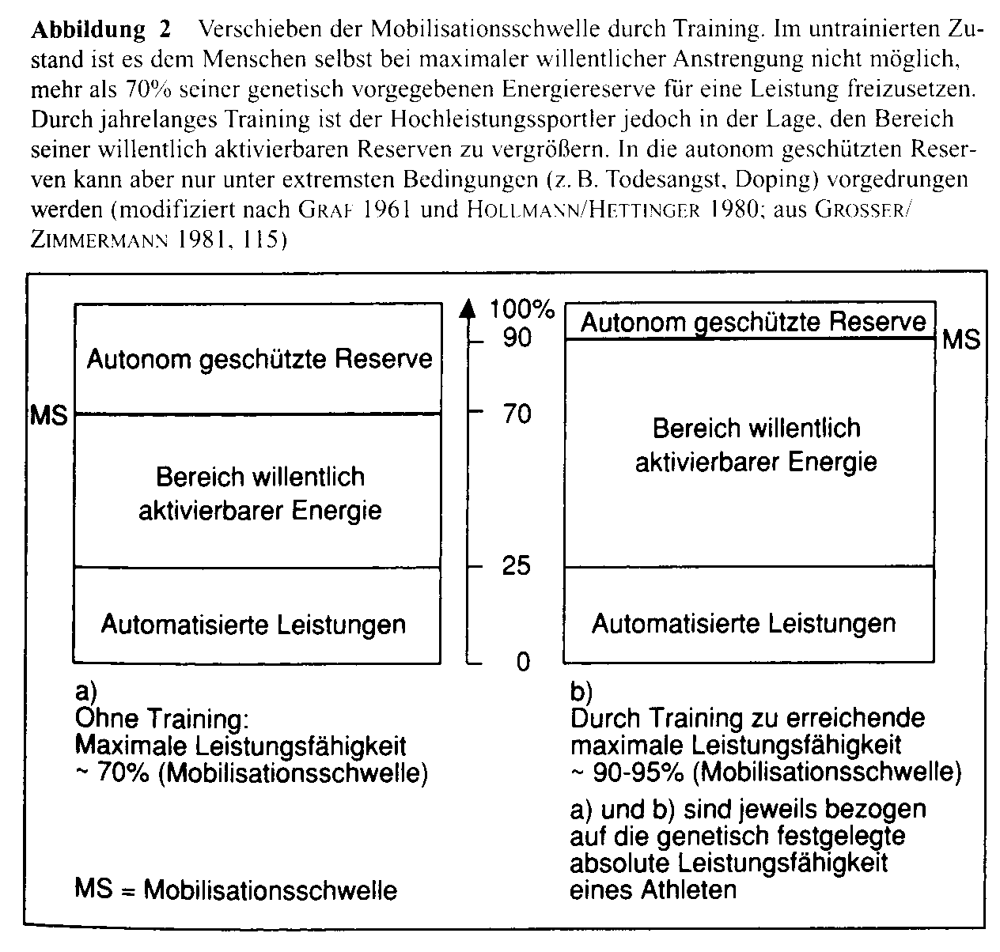 Abbildung 2 Verschieben der Mobilisationsschwelle durch Training. Im untrainierten Zu-
stand ist es dem Menschen selbst bei maximaler willentlicher Anstrengung nicht möglich,
mehr als 70% seiner genetisch vorgegebenen Energiereserve für eine Leistung freizusetzen.
Durch jahrelanges Training ist der Hochleistungssportler jedoch in der Lage, den Bereich
seiner willentlich aktivierbaren Reserven zu vergrößern. In die autonom geschützten Reser-
ven kann aber nur unter extremsten Bedingungen (z. B. Todesangst, Doping) vorgedrungen
werden (modifiziert nach GRAF 1961 und HOLLMANN/HETTINGER 1980; aus GROSSER/
ZIMMERMANN 1981, 115)
Autonom geschützte Reserve
MS
Bereich willentlich
aktivierbarer Energie
Automatisierte Leistungen
100%
90
70
25
0
Autonom geschützte Reserve
MS
Bereich willentlich
aktivierbarer Energie
Automatisierte Leistungen
a)
Ohne Training:
Maximale Leistungsfähigkeit
~ 70% (Mobilisationsschwelle)
MS = Mobilisationsschwelle
b)
Durch Training zu erreichende
maximale Leistungsfähigkeit
~ 90-95% (Mobilisationsschwelle)
a) und b) sind jeweils bezogen
auf die genetisch festgelegte
absolute Leistungsfähigkeit
eines Athleten